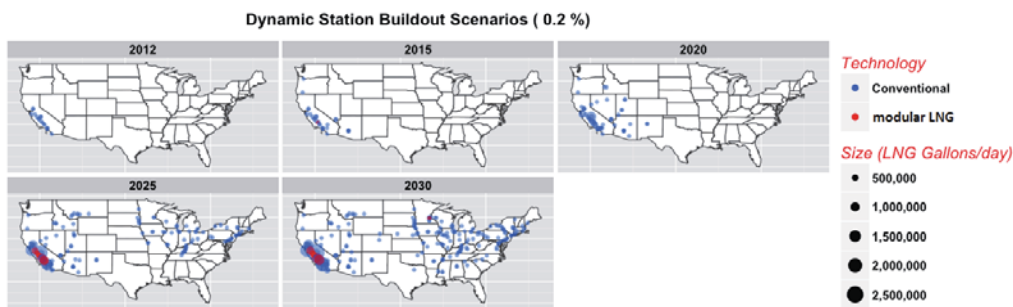 Dynamic Station Buildout Scenarios ( 0.2 %)
2012
2015
2020
2025
2030
Technology
Conventional
modular LNG
Size (LNG Gallons/day)
500,000
1,000,000
1,500,000
2,000,000
2,500,000